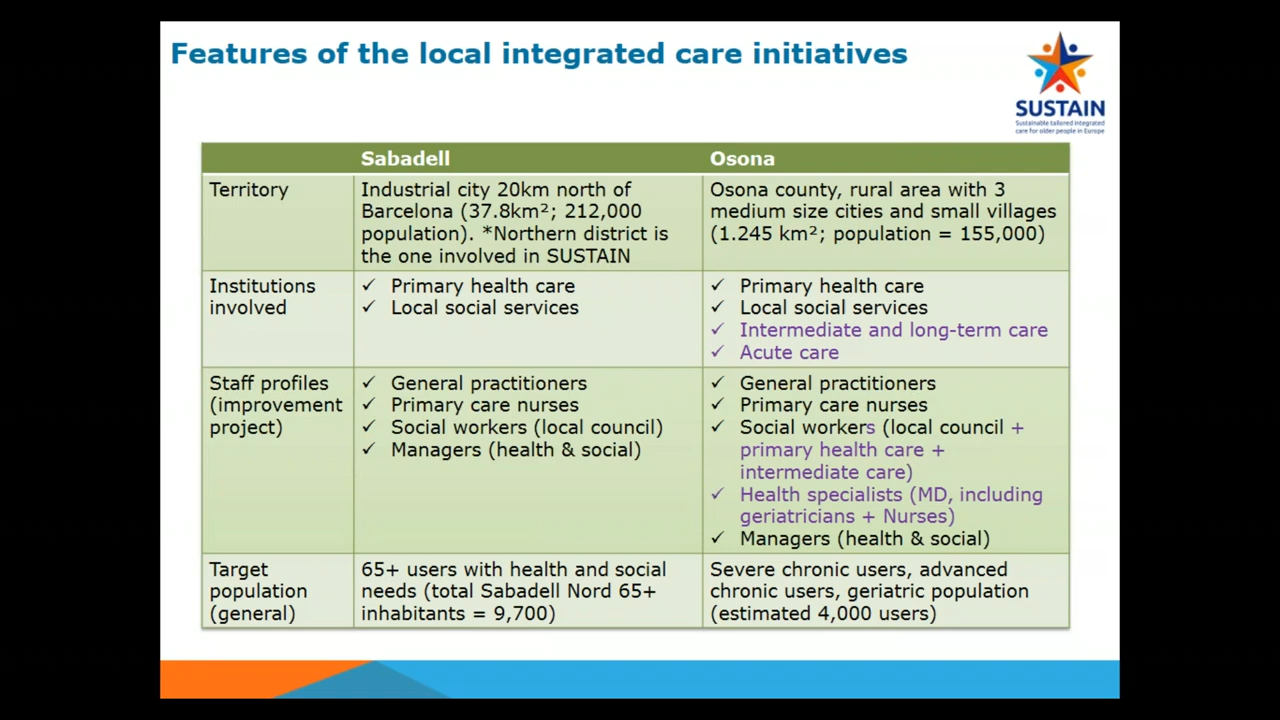 Features of the local integrated care initiatives
SUSTAIN
Sustainable tailored integrated
care for older people in Europe
Sabadell
Osona
Territory
Industrial city 20km north of
Barcelona (37.8km²; 212,000
population). *Northern district is
the one involved in SUSTAIN
Osona county, rural area with 3
medium size cities and small villages
(1.245 km²; population = 155,000)
Institutions
involved
✓ Primary health care
✓ Local social services
✓ Primary health care
✓ Local social services
✓ Intermediate and long-term care
✓ Acute care
Staff profiles
(improvement
project)
✓ General practitioners
✓ Primary care nurses
✓ Social workers (local council)
✓ Managers (health & social)
✓ General practitioners
✓ Primary care nurses
✓ Social workers (local council +
primary health care +
intermediate care)
✓ Health specialists (MD, including
geriatricians + Nurses)
✓ Managers (health & social)
Target
population
(general)
65+ users with health and social
needs (total Sabadell Nord 65+
inhabitants = 9,700)
Severe chronic users, advanced
chronic users, geriatric population
(estimated 4,000 users)